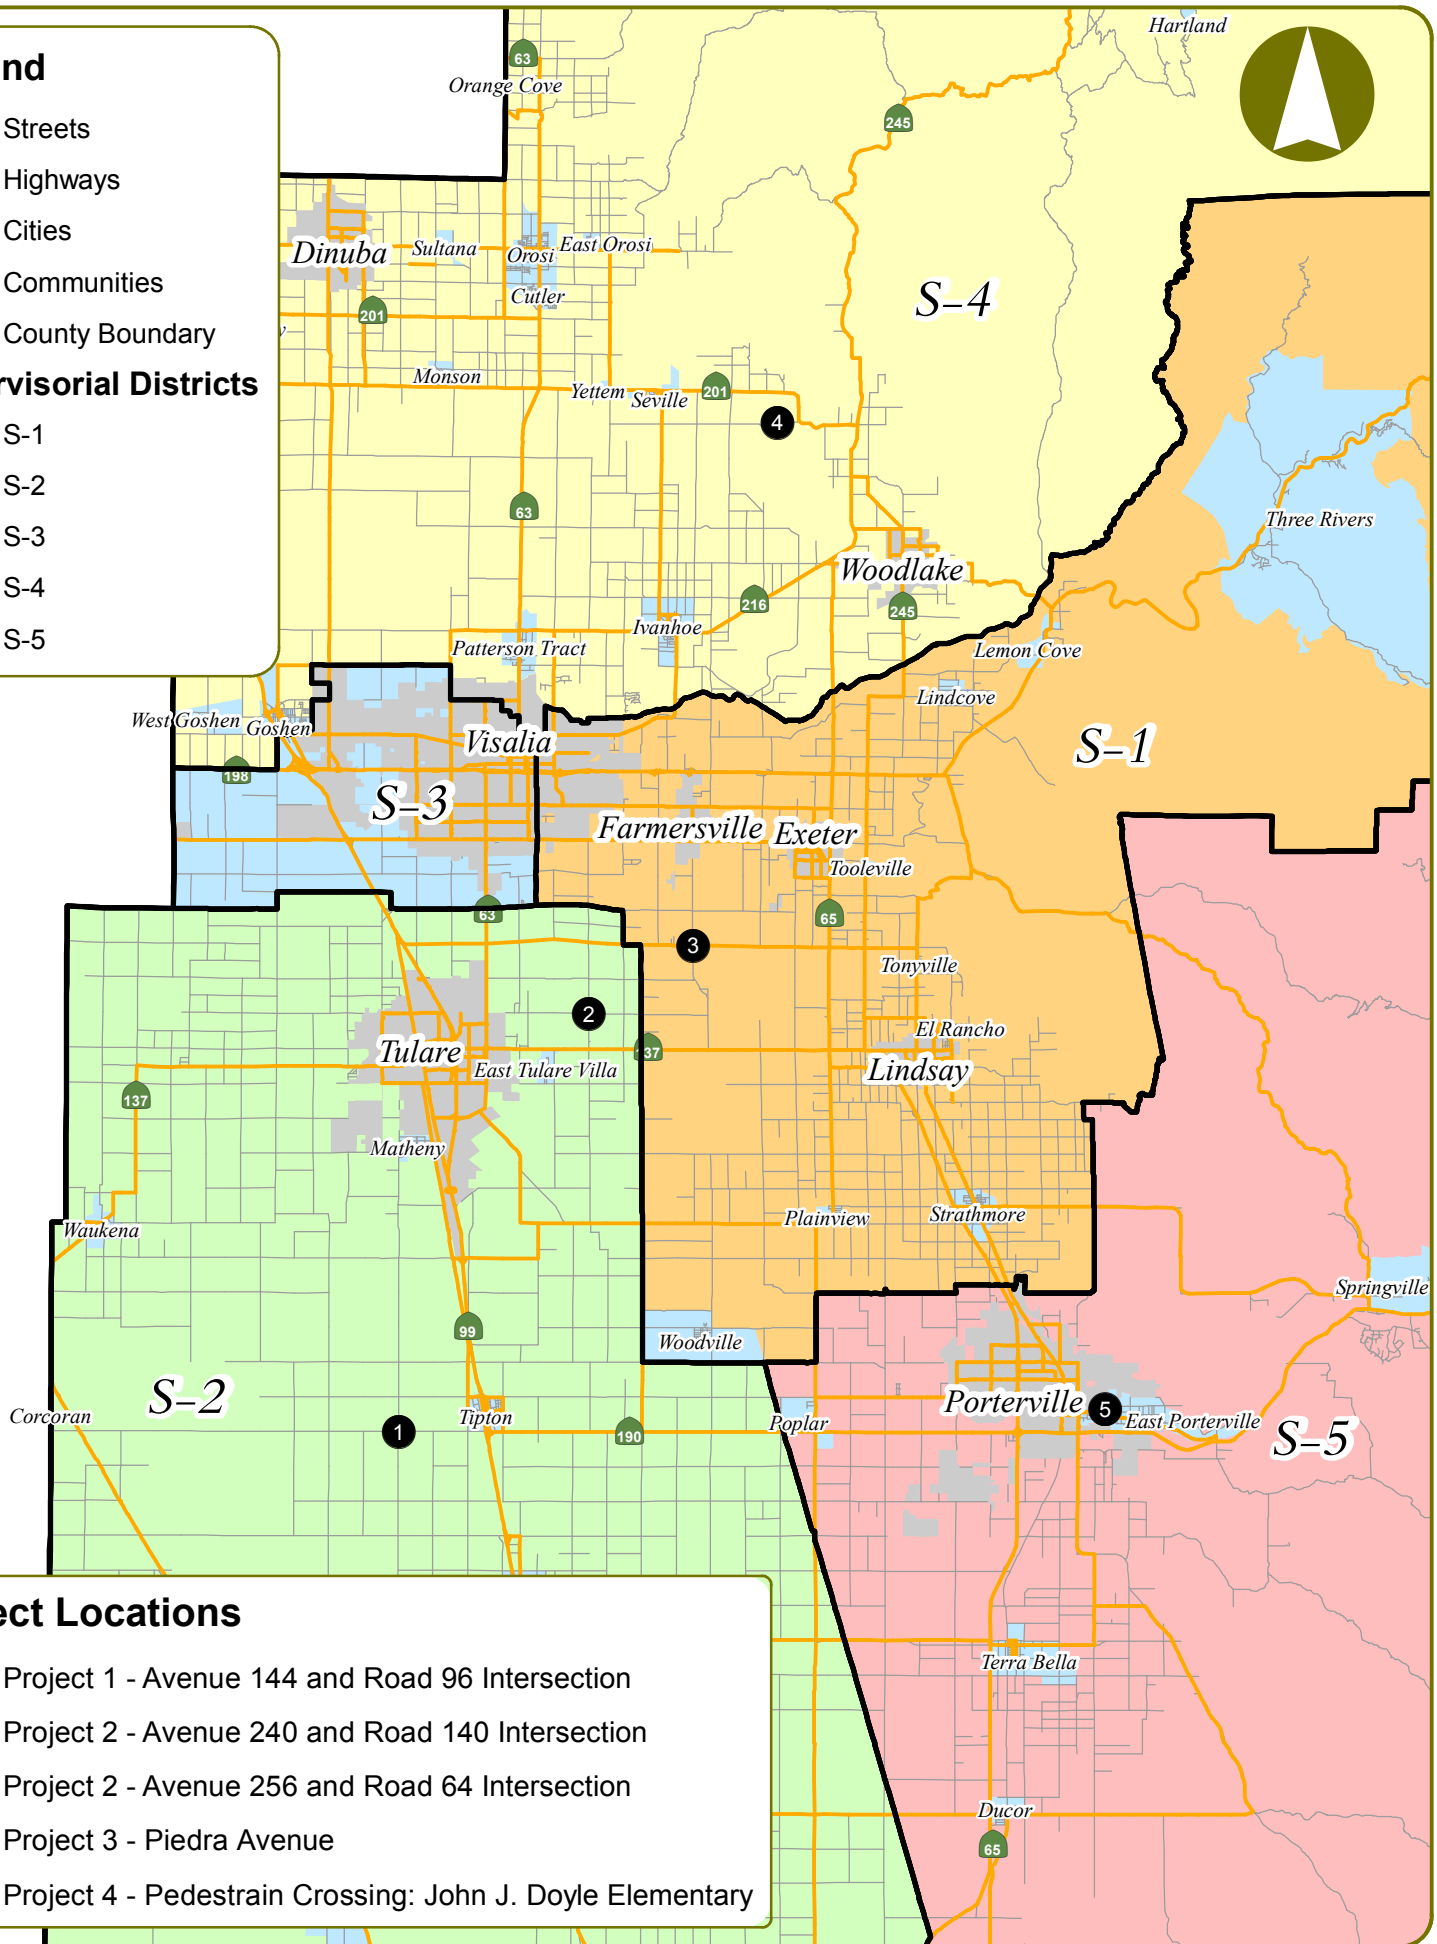 nd
Streets
Highways
Cities
Communities
County Boundary
rvisorial Districts
S-1
S-2
S-3
S-4
S-5
Hartland
63
Orange Cove
245
Dinuba
Sultana
Orosi
East Orosi
Cutler
S-4
201
Monson
Yettem
Seville
201
4
63
Three Rivers
Woodlake
216
245
Ivanhoe
Patterson Tract
Lemon Cove
Lindcove
West Goshen
Goshen
Visalia
S-1
198
S-3
Farmersville
Exeter
Tooleville
63
65
3
Tonyville
2
El Rancho
Tulare
137
East Tulare Villa
Lindsay
137
Matheny
Waukena
Plainview
Strathmore
Springville
99
Woodville
S-2
Corcoran
Tipton
1
190
Poplar
Porterville
5
East Porterville
S-5
Terra Bella
Ducor
65
ect Locations
Project 1 - Avenue 144 and Road 96 Intersection
Project 2 - Avenue 240 and Road 140 Intersection
Project 2 - Avenue 256 and Road 64 Intersection
Project 3 - Piedra Avenue
Project 4 - Pedestrain Crossing: John J. Doyle Elementary